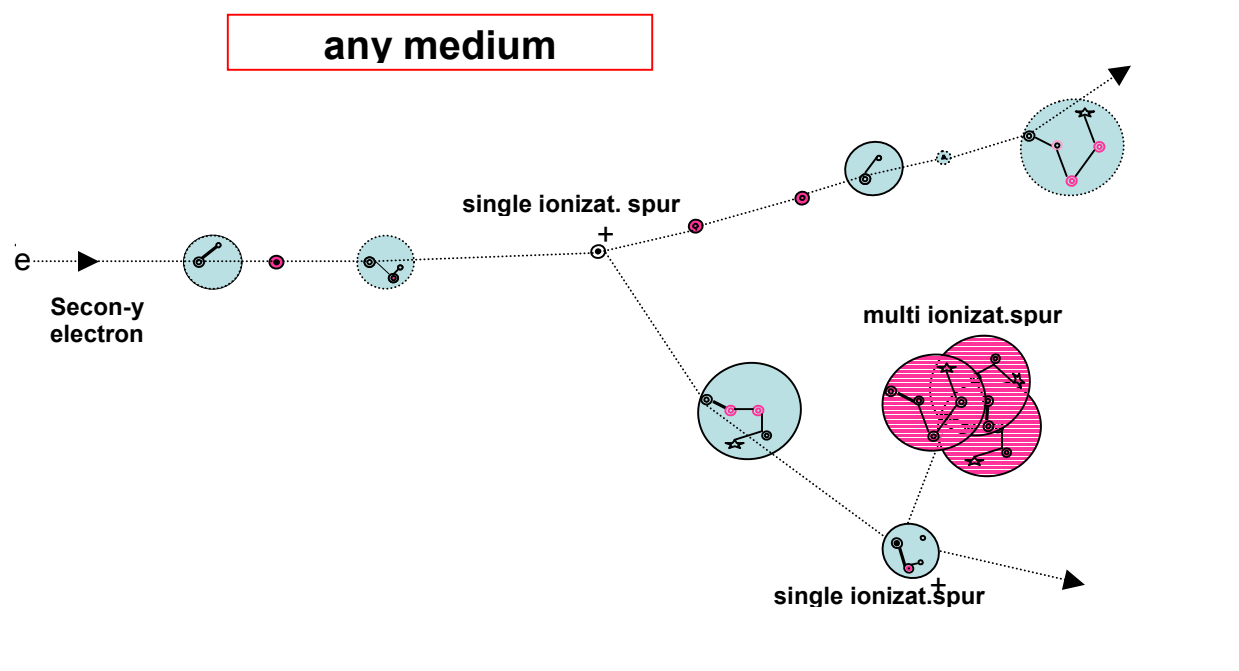 any medium
single ionizat. spur
+
e
Secon-y
electron
multi ionizat.spur
+
single ionizat.spur